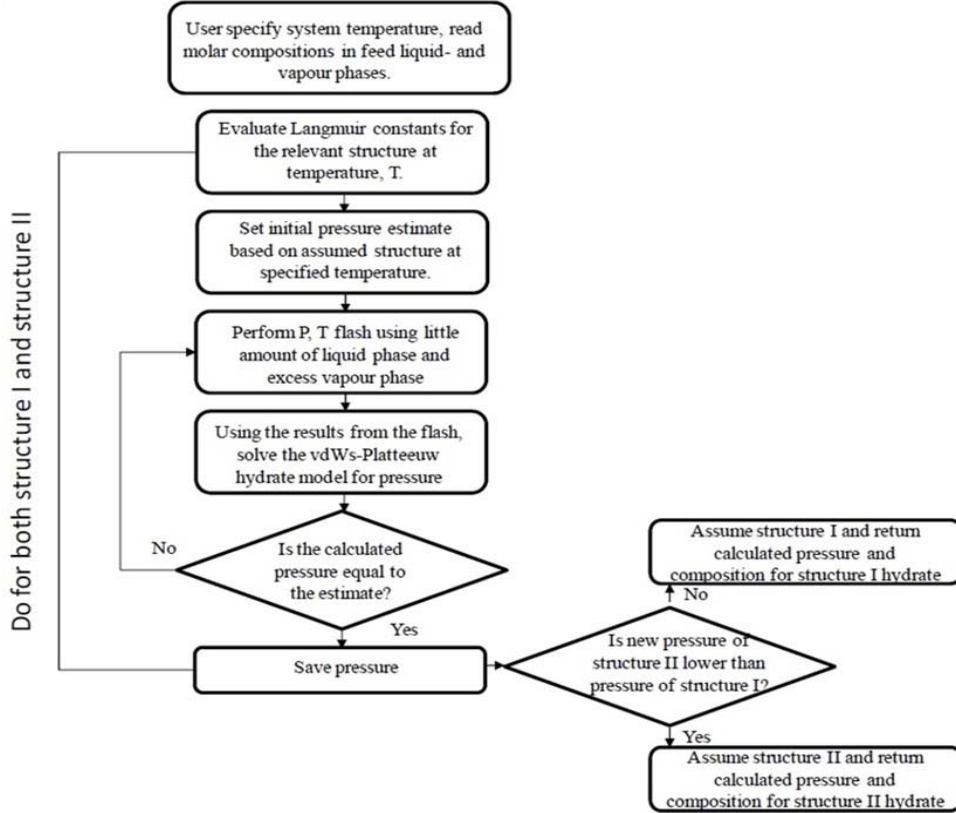 User specify system temperature, read
molar compositions in feed liquid- and
vapour phases.
Evaluate Langmuir constants for
the relevant structure at
temperature, T.
Set initial pressure estimate
based on assumed structure at
specified temperature.
Perform P, T flash using little
amount of liquid phase and
excess vapour phase
Using the results from the flash,
solve the vdWs-Platteeuw
hydrate model for pressure
Is the calculated
pressure equal to
the estimate?
No
Yes
Save pressure
Do for both structure I and structure II
Is new pressure of
structure II lower than
pressure of structure I?
No
Assume structure I and return
calculated pressure and
composition for structure I hydrate
Yes
Assume structure II and return
calculated pressure and
composition for structure II hydrate